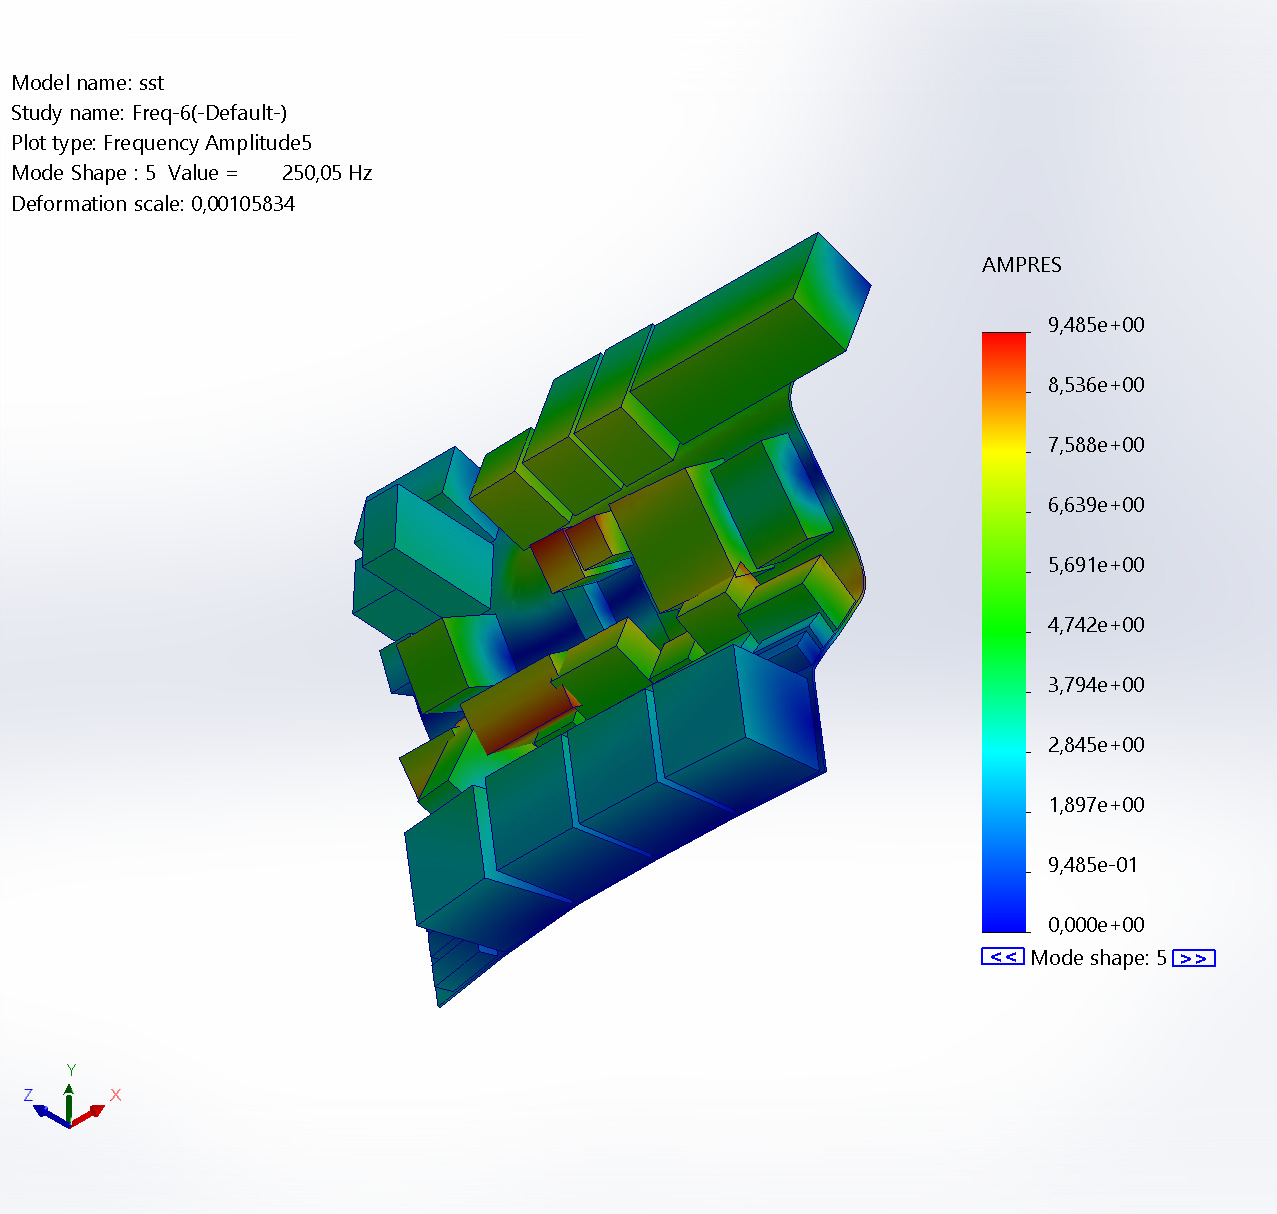 Model name: sst
Study name: Freq-6(-Default-)
Plot type: Frequency Amplitude5
Mode Shape : 5 Value = 250,05 Hz
Deformation scale: 0,00105834
AMPRES
9,485e+00
8,536e+00
7,588e+00
6,639e+00
5,691e+00
4,742e+00
3,794e+00
2,845e+00
1,897e+00
9,485e-01
0,000e+00
<< Mode shape: 5 >>
Y
Z X